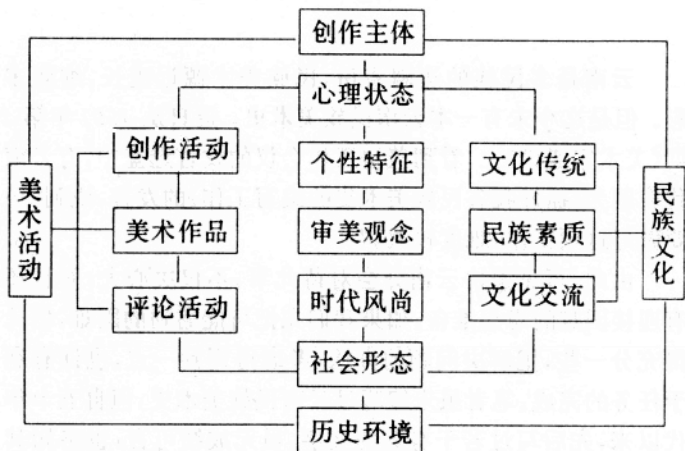 创作主体
心理状态
创作活动
个性特征
文化传统
美术活动
美术作品
审美观念
民族素质
民族文化
评论活动
时代风尚
文化交流
社会形态
历史环境